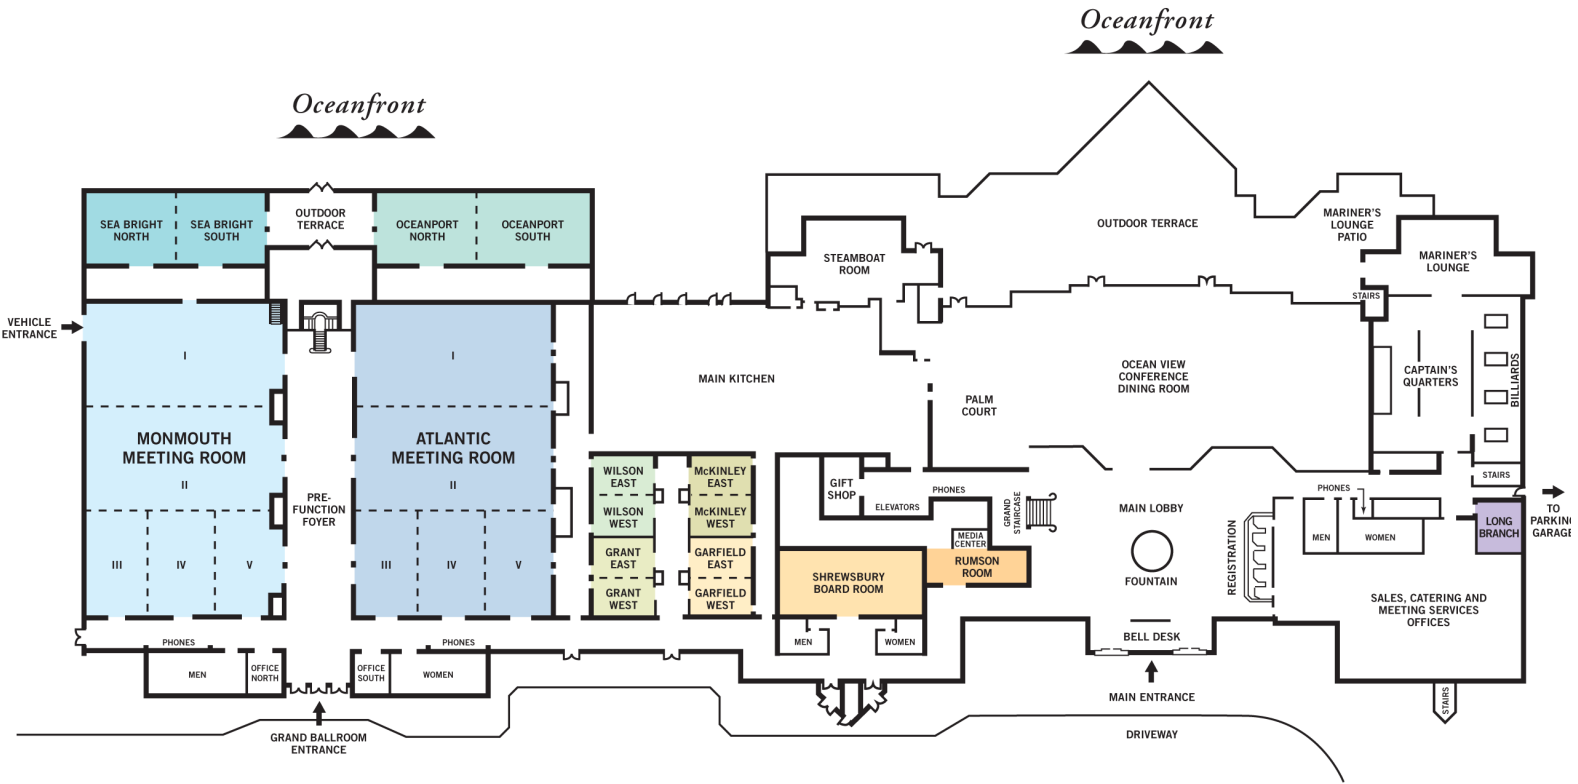 Oceanfront
Oceanfront
SEA BRIGHT
NORTH
SEA BRIGHT
SOUTH
OUTDOOR
TERRACE
OCEANPORT
NORTH
OCEANPORT
SOUTH
OUTDOOR TERRACE
MARINER'S
LOUNGE
PATIO
STEAMBOAT
ROOM
MARINER'S
LOUNGE
STAIRS
VEHICLE
ENTRANCE
I
I
MAIN KITCHEN
OCEAN VIEW
CONFERENCE
DINING ROOM
CAPTAIN'S
QUARTERS
BILLIARDS
PALM
COURT
MONMOUTH
MEETING ROOM
II
ATLANTIC
MEETING ROOM
II
PRE-
FUNCTION
FOYER
WILSON
EAST
WILSON
WEST
McKINLEY
EAST
McKINLEY
WEST
GIFT
SHOP
ELEVATORS
PHONES
GRAND
STAIRCASE
MAIN LOBBY
PHONES
STAIRS
TO
PARKING
GARAGE
LONG
BRANCH
MEN
WOMEN
MEDIA
CENTER
REGISTRATION
FOUNTAIN
III
IV
V
III
IV
V
GRANT
EAST
GRANT
WEST
GARFIELD
EAST
GARFIELD
WEST
SHREWSBURY
BOARD ROOM
RUMSON
ROOM
SALES, CATERING AND
MEETING SERVICES
OFFICES
PHONES
PHONES
MEN
WOMEN
BELL DESK
MEN
OFFICE
NORTH
OFFICE
SOUTH
WOMEN
MAIN ENTRANCE
STAIRS
GRAND BALLROOM
ENTRANCE
DRIVEWAY